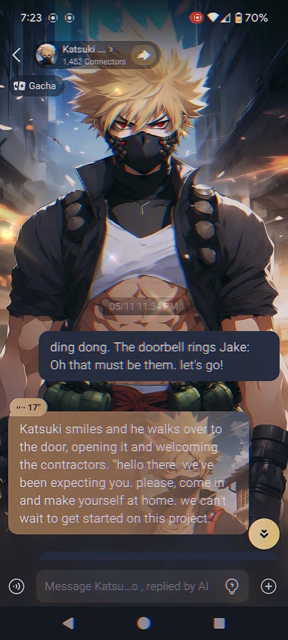 7:23
70%
Katsuki ... >
1,452 Connectors
Gacha
05/11 11:34 PM
ding dong. The doorbell rings Jake:
Oh that must be them. let's go!
17"
Katsuki smiles and he walks over to
the door, opening it and welcoming
the contractors. "hello there. we've
been expecting you. please, come in
and make yourself at home. we can't
wait to get started on this project."
Message Katsu...o , replied by AI